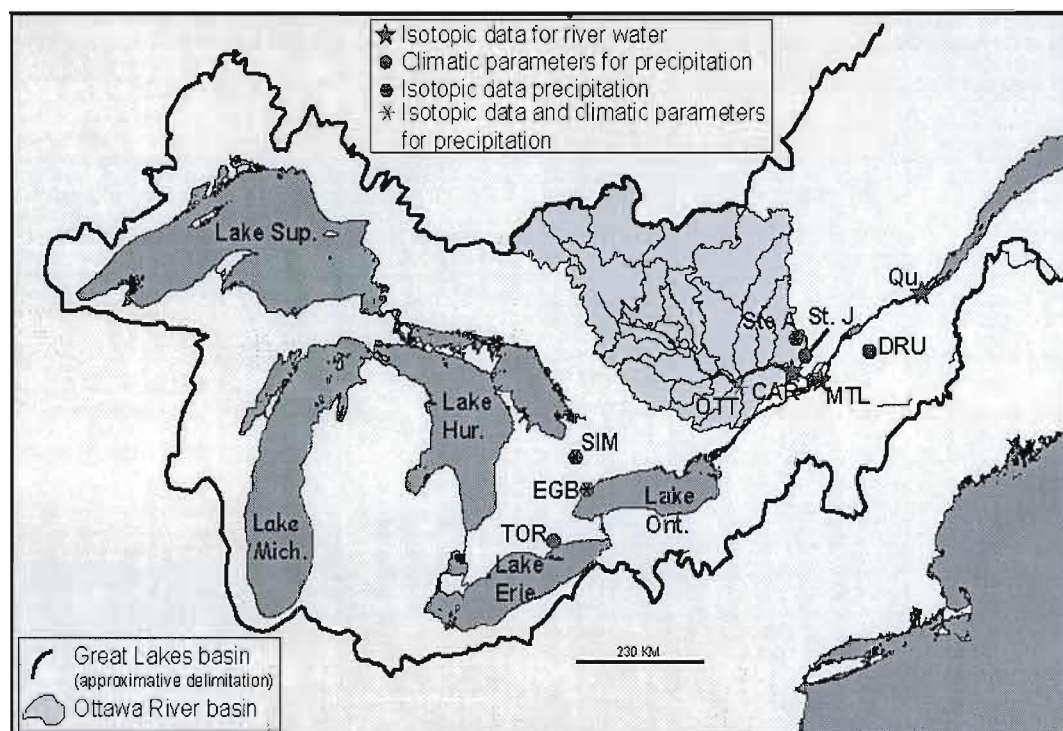 Isotopic data for river water
Climatic parameters for precipitation
Isotopic data precipitation
Isotopic data and climatic parameters
for precipitation
Lake Sup.
Qu
Ste A
St. J
DRU
OTT
CAR
MTL
Lake
Hur.
SIM
EGB
Lake
Ont.
TOR
Lake
Mich.
Lake
Erie
230 KM
Great Lakes basin
(approximative delimitation)
Ottawa River basin